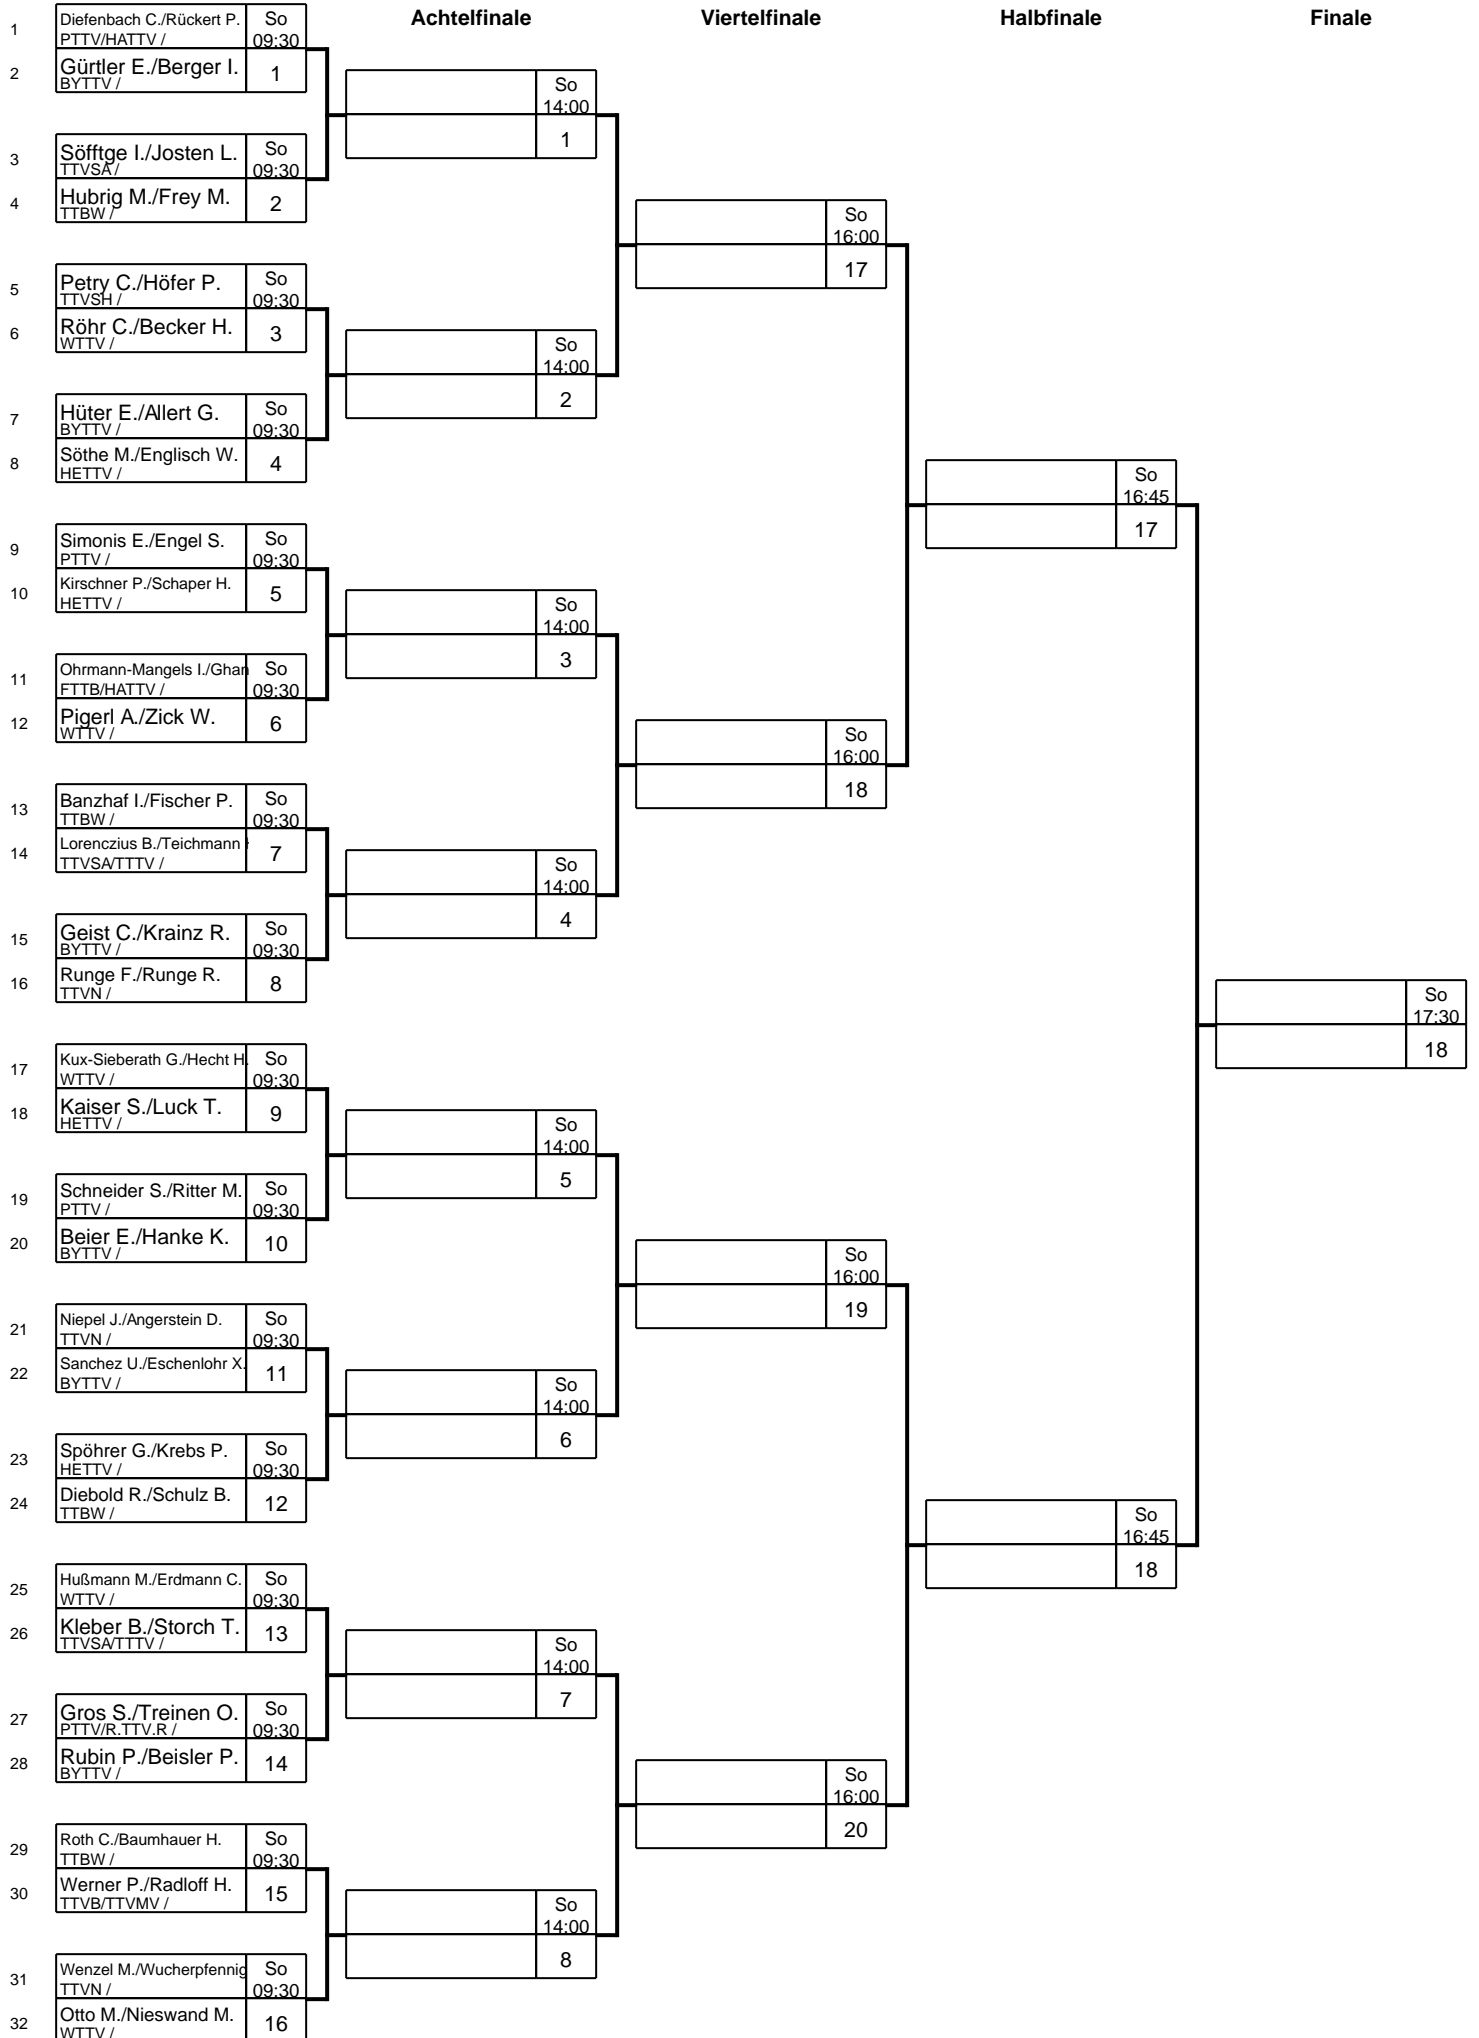 Achtelfinale Viertelfinale Halbfinale Finale
1 Diefenbach C./Rückert P. So
PTTV/HATTV / 09:30
2 Gürtler E./Berger I. 1
BYTTV /
So
14:00
1
3 Söfftge I./Josten L. So
TTVSA / 09:30
4 Hubrig M./Frey M. 2
TTBW /
So
16:00
17
5 Petry C./Höfer P. So
TTVSH / 09:30
6 Röhr C./Becker H. 3
WTTV /
So
14:00
2
7 Hüter E./Allert G. So
BYTTV / 09:30
8 Söthe M./Englisch W. 4
HETTV /
So
16:45
17
9 Simonis E./Engel S. So
PTTV / 09:30
10 Kirschner P./Schaper H. 5
HETTV /
So
14:00
3
11 Ohrmann-Mangels I./Ghan So
FTTB/HATTV / 09:30
12 Pigerl A./Zick W. 6
WTTV /
So
16:00
18
13 Banzhaf I./Fischer P. So
TTBW / 09:30
14 Lorenczius B./Teichmann 7
TTVSA/TTTV /
So
14:00
4
15 Geist C./Krainz R. So
BYTTV / 09:30
16 Runge F./Runge R. 8
TTVN /
So
17:30
18
17 Kux-Sieberath G./Hecht H. So
WTTV / 09:30
18 Kaiser S./Luck T. 9
HETTV /
So
14:00
5
19 Schneider S./Ritter M. So
PTTV / 09:30
20 Beier E./Hanke K. 10
BYTTV /
So
16:00
19
21 Niepel J./Angerstein D. So
TTVN / 09:30
22 Sanchez U./Eschenlohr X. 11
BYTTV /
So
14:00
6
23 Spöhrer G./Krebs P. So
HETTV / 09:30
24 Diebold R./Schulz B. 12
TTBW /
So
16:45
18
25 Hußmann M./Erdmann C. So
WTTV / 09:30
26 Kleber B./Storch T. 13
TTVSA/TTTV /
So
14:00
7
27 Gros S./Treinen O. So
PTTV/R.TTV.R / 09:30
28 Rubin P./Beisler P. 14
BYTTV /
So
16:00
20
29 Roth C./Baumhauer H. So
TTBW / 09:30
30 Werner P./Radloff H. 15
TTVB/TTVMV /
So
14:00
8
31 Wenzel M./Wucherpfennig So
TTVN / 09:30
32 Otto M./Nieswand M. 16
WTTV /